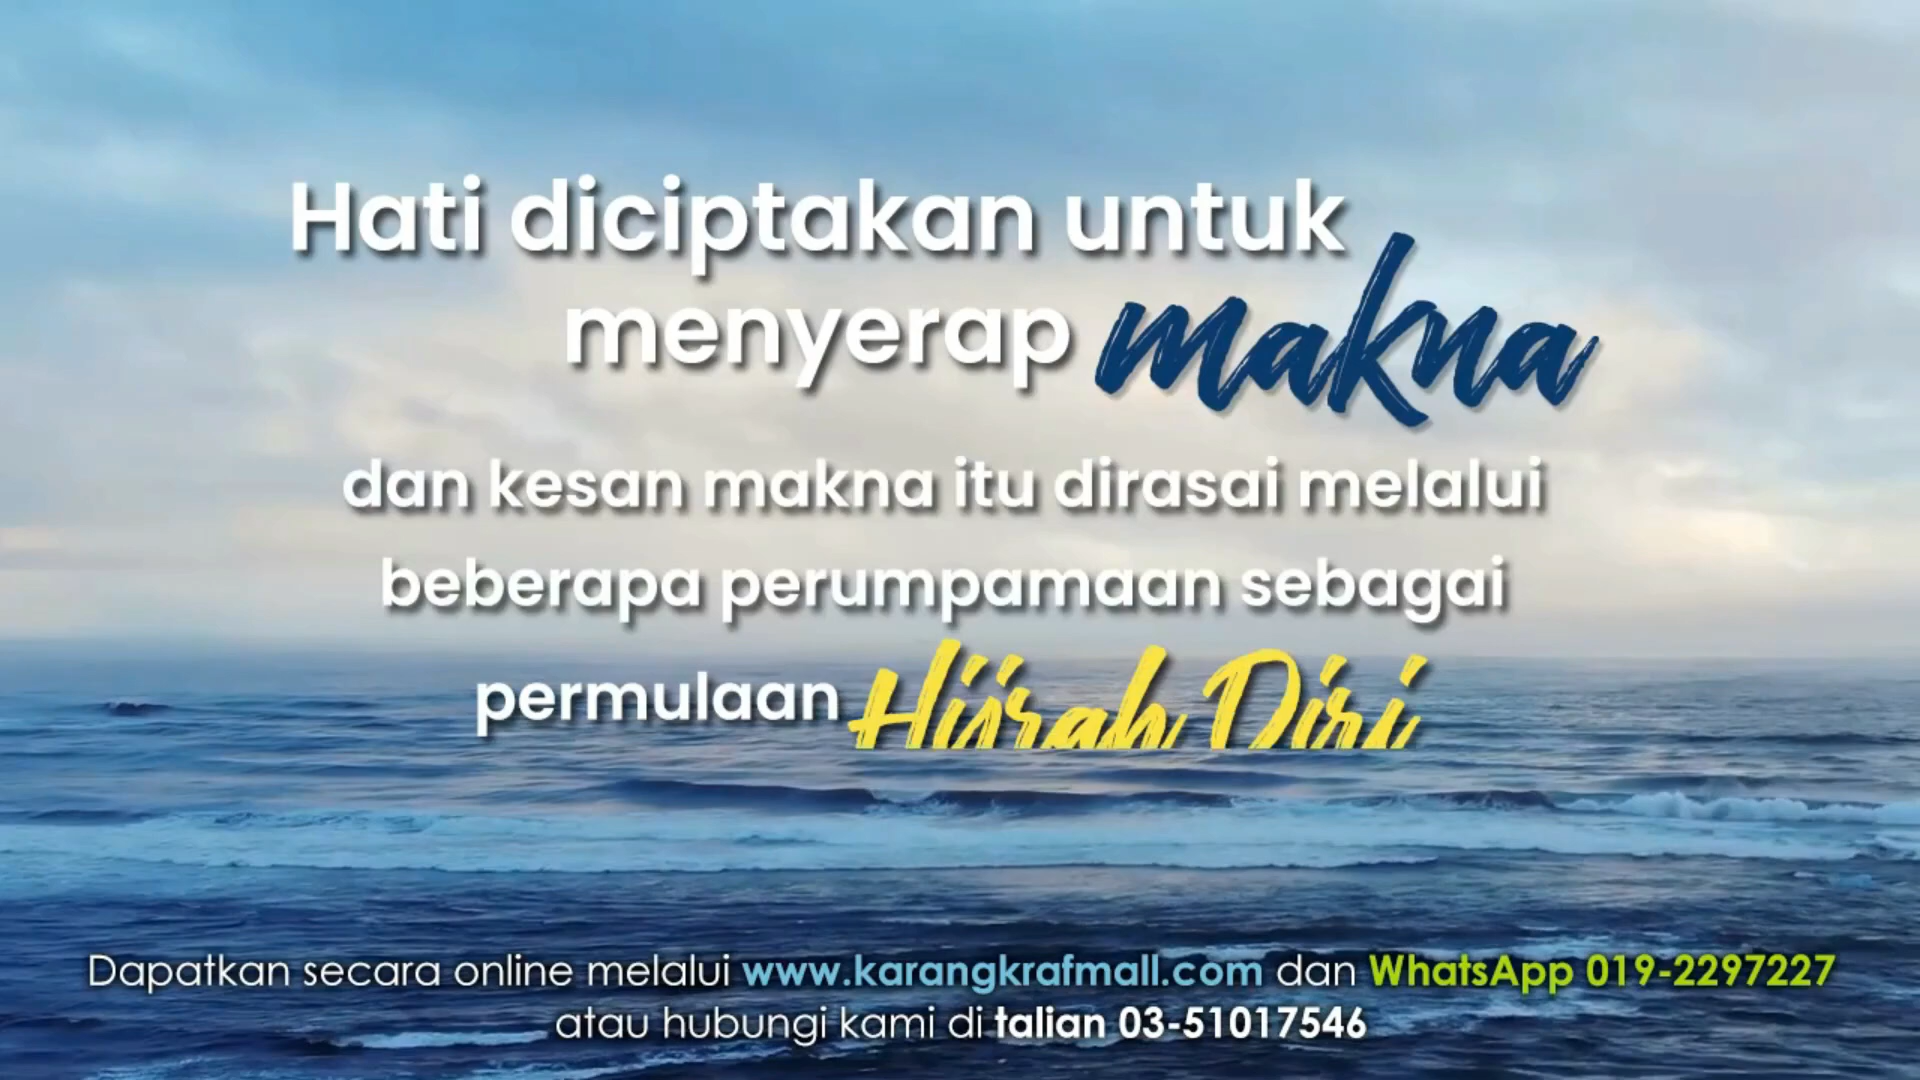 Hati diciptakan untuk
menyerap makna
dan kesan makna itu dirasai melalui
beberapa perumpamaan sebagai
permulaan Hijrah Diri
Dapatkan secara online melalui www.karangkrafmall.com dan WhatsApp 019-2297227
atau hubungi kami di talian 03-51017546